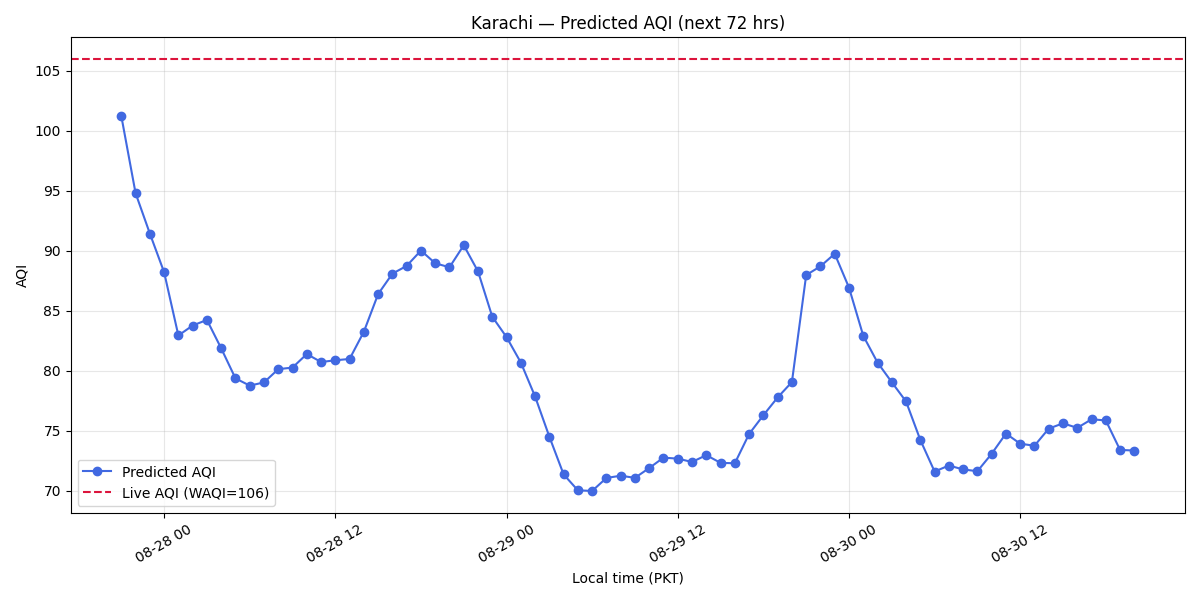 Karachi — Predicted AQI (next 72 hrs)
AQI
105
100
95
90
85
80
75
70
Predicted AQI
Live AQI (WAQI=106)
08-28 00
08-28 12
08-29 00
08-29 12
08-30 00
08-30 12
Local time (PKT)